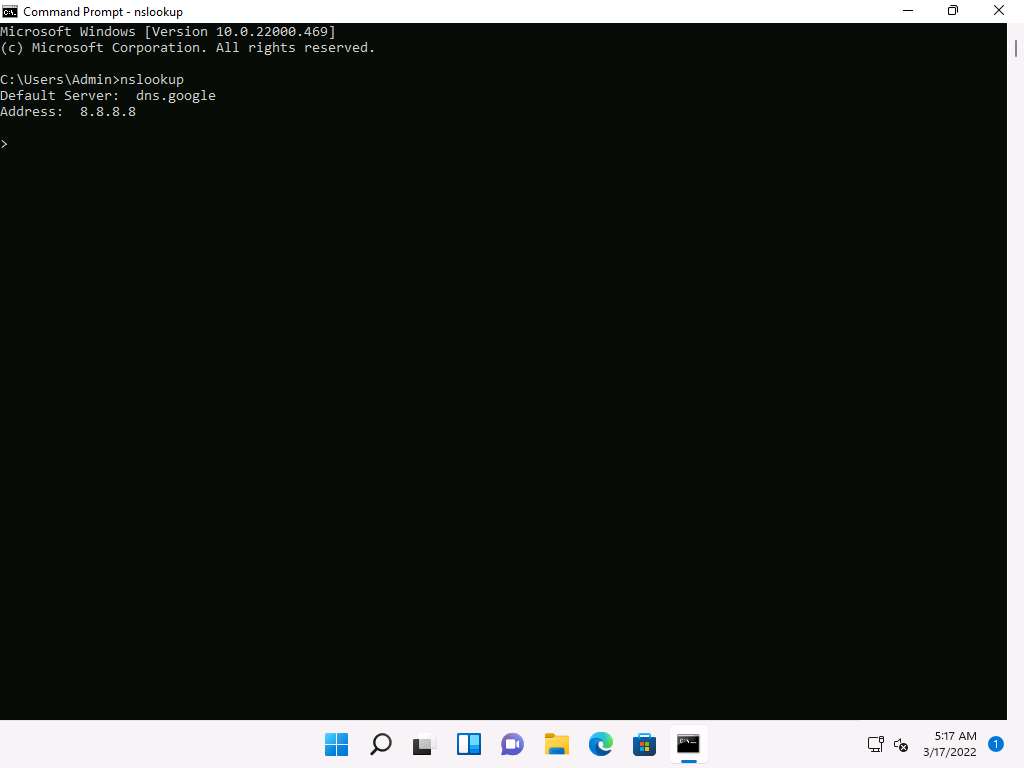 Command Prompt - nslookup
Microsoft Windows [Version 10.0.22000.469]
(c) Microsoft Corporation. All rights reserved.
C:\Users\Admin>nslookup
Default Server:  dns.google
Address:  8.8.8.8
>
5:17 AM
3/17/2022
1